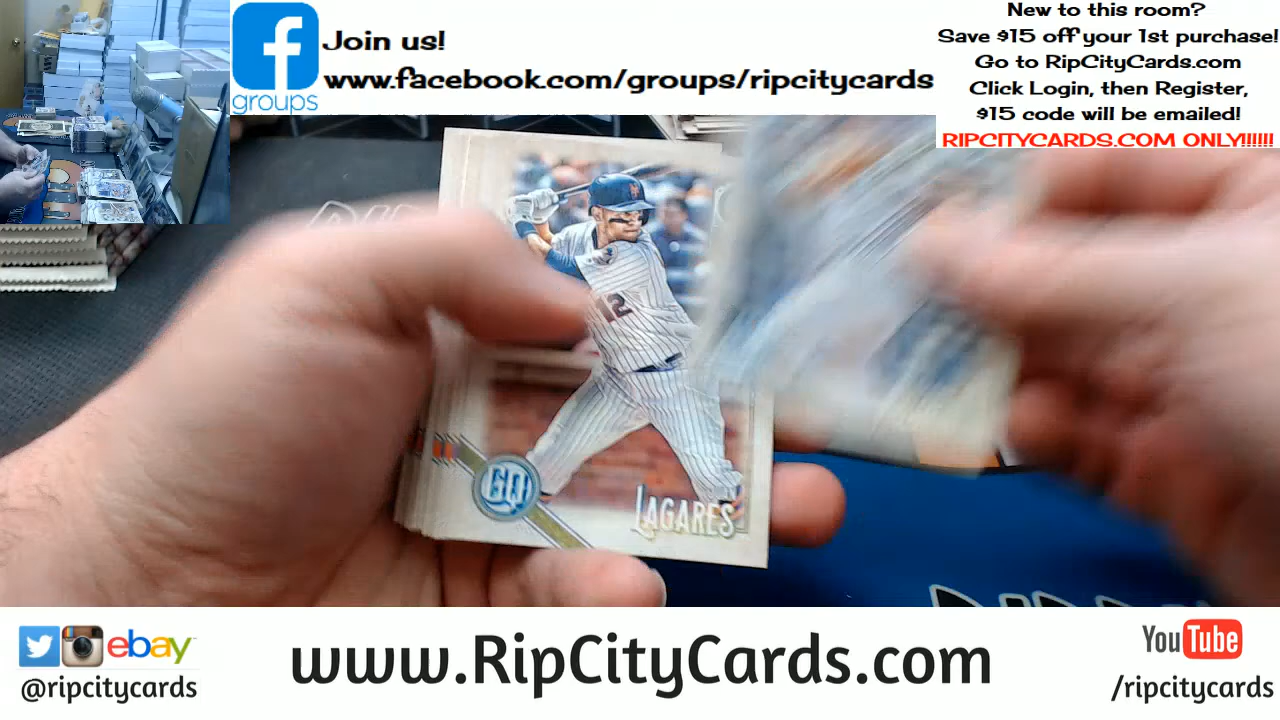 Join us!
www.facebook.com/groups/ripcitycards
f
groups
New to this room?
Save $15 off your 1st purchase!
Go to RipCityCards.com
Click Login, then Register,
$15 code will be emailed!
RIPCITYCARDS.COM ONLY!!!!!!
12
GQ
LAGARES
ebay
@ripcitycards
www.RipCityCards.com
YouTube
/ripcitycards